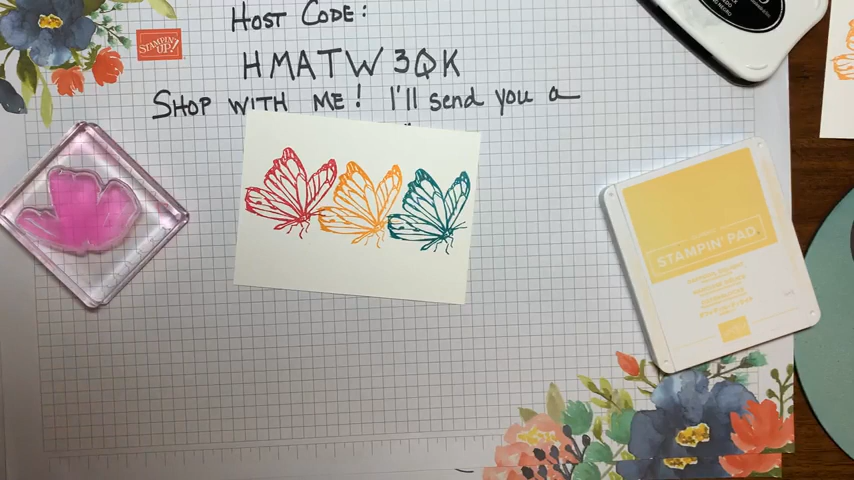 HOST CODE:
STAMPIN' UP!
HMATW3QK
SHOP WITH ME! I'll send you a
STAMPIN' PAD